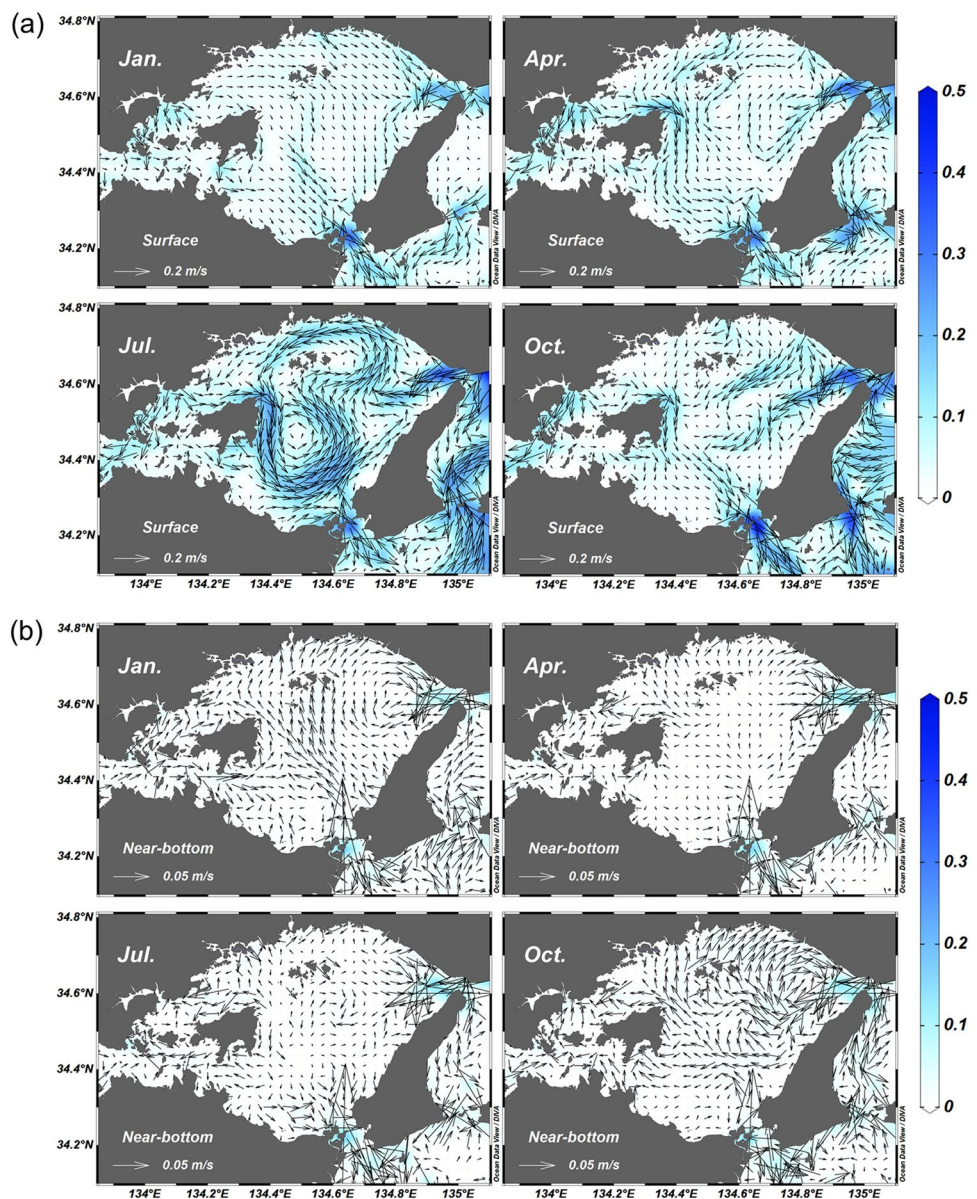 (a)
34.8°N
34.6°N
34.4°N
34.2°N
Jan.
Surface
0.2 m/s
Ocean Data View / DIVA
Apr.
Surface
0.2 m/s
Ocean Data View / DIVA
34.8°N
34.6°N
34.4°N
34.2°N
Jul.
Surface
0.2 m/s
Ocean Data View / DIVA
134°E 134.2°E 134.4°E 134.6°E 134.8°E 135°E
Oct.
Surface
0.2 m/s
Ocean Data View / DIVA
134°E 134.2°E 134.4°E 134.6°E 134.8°E 135°E
0.5
0.4
0.3
0.2
0.1
0
(b)
34.8°N
34.6°N
34.4°N
34.2°N
Jan.
Near-bottom
0.05 m/s
Ocean Data View / DIVA
Apr.
Near-bottom
0.05 m/s
Ocean Data View / DIVA
34.8°N
34.6°N
34.4°N
34.2°N
Jul.
Near-bottom
0.05 m/s
Ocean Data View / DIVA
134°E 134.2°E 134.4°E 134.6°E 134.8°E 135°E
Oct.
Near-bottom
0.05 m/s
Ocean Data View / DIVA
134°E 134.2°E 134.4°E 134.6°E 134.8°E 135°E
0.5
0.4
0.3
0.2
0.1
0